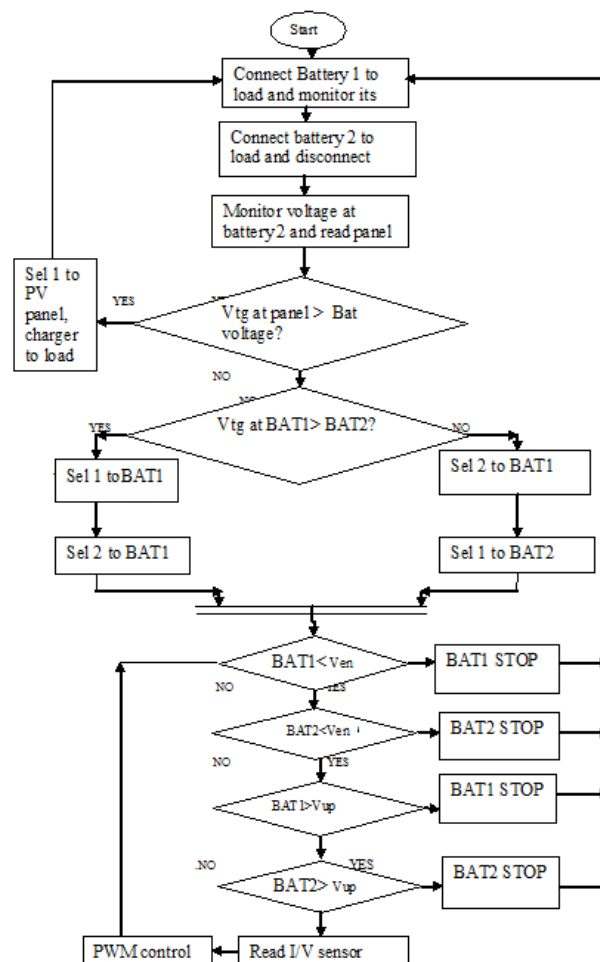 Start
Connect Battery 1 to
load and monitor its
Connect battery 2 to
load and disconnect
Monitor voltage at
battery 2 and read panel
Sel 1 to
PV
panel,
charger
to load
YES
Vtg at panel > Bat
voltage?
NO
NO
YES
Vtg at BAT1> BAT2?
NO
Sel 1 toBAT1
Sel 2 to BAT1
Sel 2 to BAT1
Sel 1 to BAT2
BAT1< Ven
BAT1 STOP
NO
YES
BAT2<Ven
BAT2 STOP
NO
YES
BAT1>Vup
BAT1 STOP
.NO
YES
BAT2> Vup
BAT2 STOP
PWM control
Read I/V sensor